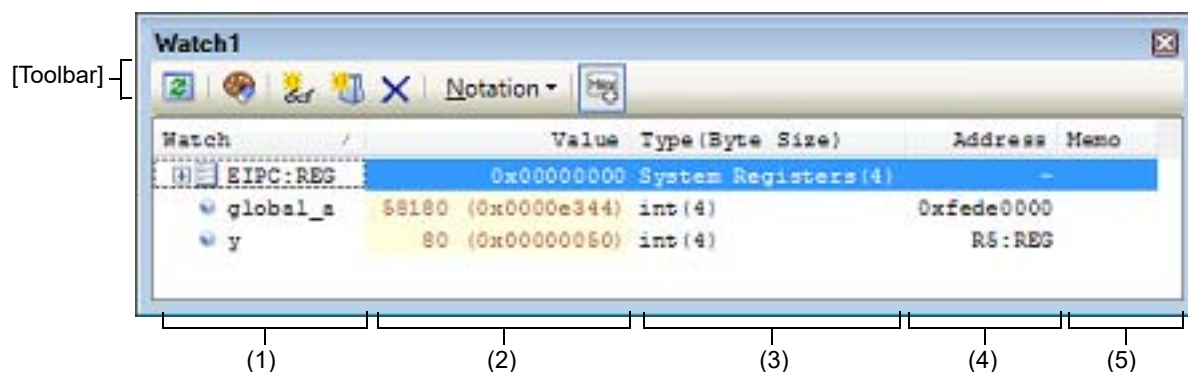 Watch1
[Toolbar]
Notation
Hex
Watch Value Type(Byte Size) Address Memo
EIPC:REG 0x00000000 System Registers(4) -
global_a 58180 (0x0000e344) int(4) 0xfede0000
y 80 (0x00000050) int(4) R5:REG
(1) (2) (3) (4) (5)